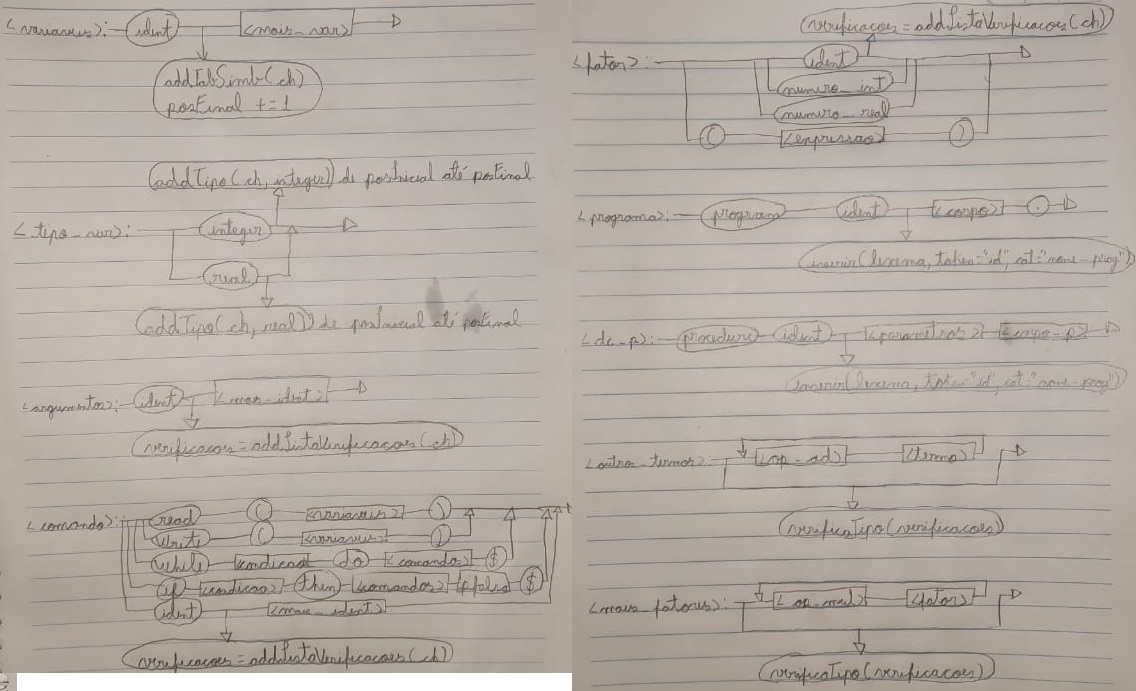 <variaveis>: ident <mais_var>
addTabSimb(ch)
posFinal += 1
(addTipo(ch, integer)) de posInicial até posFinal
<tipo_var>: integer
real
(addTipo(ch, real)) de posInicial até posFinal
<argumentos>: ident <mais_ident>
verificacoes = addListaVerificacoes(ch)
<comando>: read ( <variaveis> )
write ( <variaveis> )
while <condicao> do <comandos> $
if <condicao> then <comandos> <pfalsa> $
ident <mais_ident>
verificacoes = addListaVerificacoes(ch)
verificacoes = addListaVerificacoes(ch)
<fator>: ident
numero_int
numero_real
( <expressao> )
<programa>: program ident <corpo> .
inserir(lexema, token="id", cat="nome-prog")
<dc_p>: procedure ident <parametros> <corpo_p>
inserir(lexema, token="id", cat="nome-prog")
<outros_termos>: <op_ad> <termo>
verificaTipo(verificacoes)
<mais_fatores>: <op_mul> <fator>
verificaTipo(verificacoes)